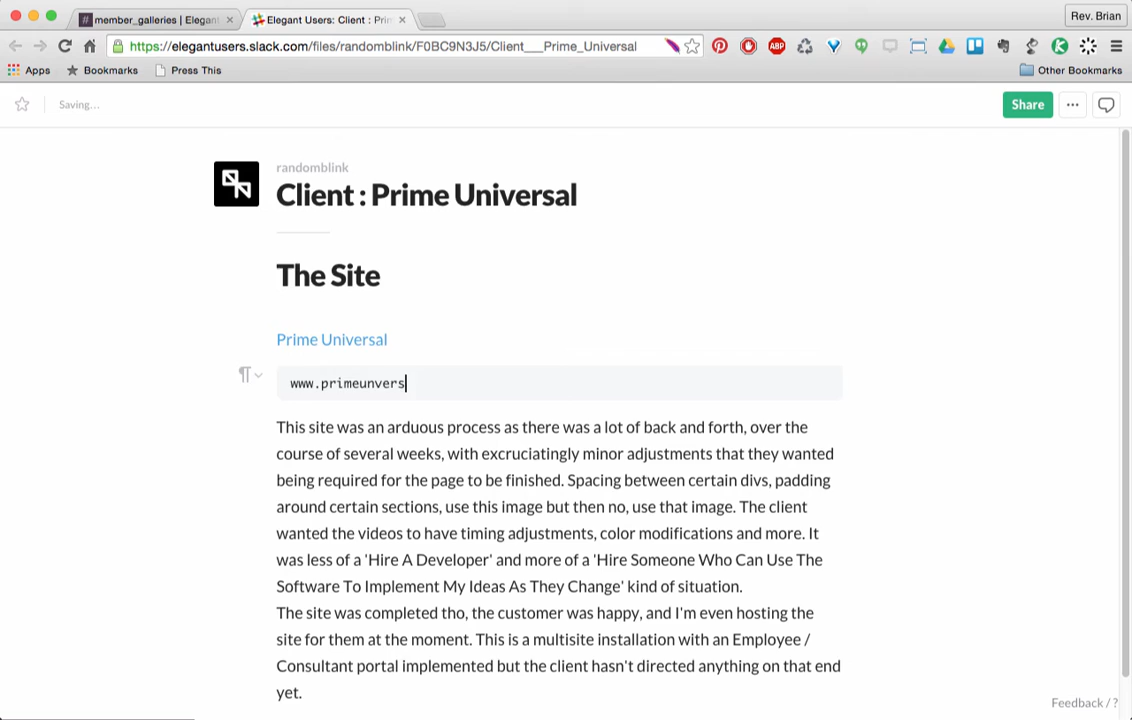 member_galleries | Elegant
Elegant Users: Client : Prim
Rev. Brian
https://elegantusers.slack.com/files/randomblink/F0BC9N3J5/Client___Prime_Universal
ABP
Apps
Bookmarks
Press This
Other Bookmarks
Saving...
Share
randomblink
Client : Prime Universal
The Site
Prime Universal
www.primeunvers
This site was an arduous process as there was a lot of back and forth, over the
course of several weeks, with excruciatingly minor adjustments that they wanted
being required for the page to be finished. Spacing between certain divs, padding
around certain sections, use this image but then no, use that image. The client
wanted the videos to have timing adjustments, color modifications and more. It
was less of a 'Hire A Developer' and more of a 'Hire Someone Who Can Use The
Software To Implement My Ideas As They Change' kind of situation.
The site was completed tho, the customer was happy, and I'm even hosting the
site for them at the moment. This is a multisite installation with an Employee /
Consultant portal implemented but the client hasn't directed anything on that end
yet.
Feedback / ?